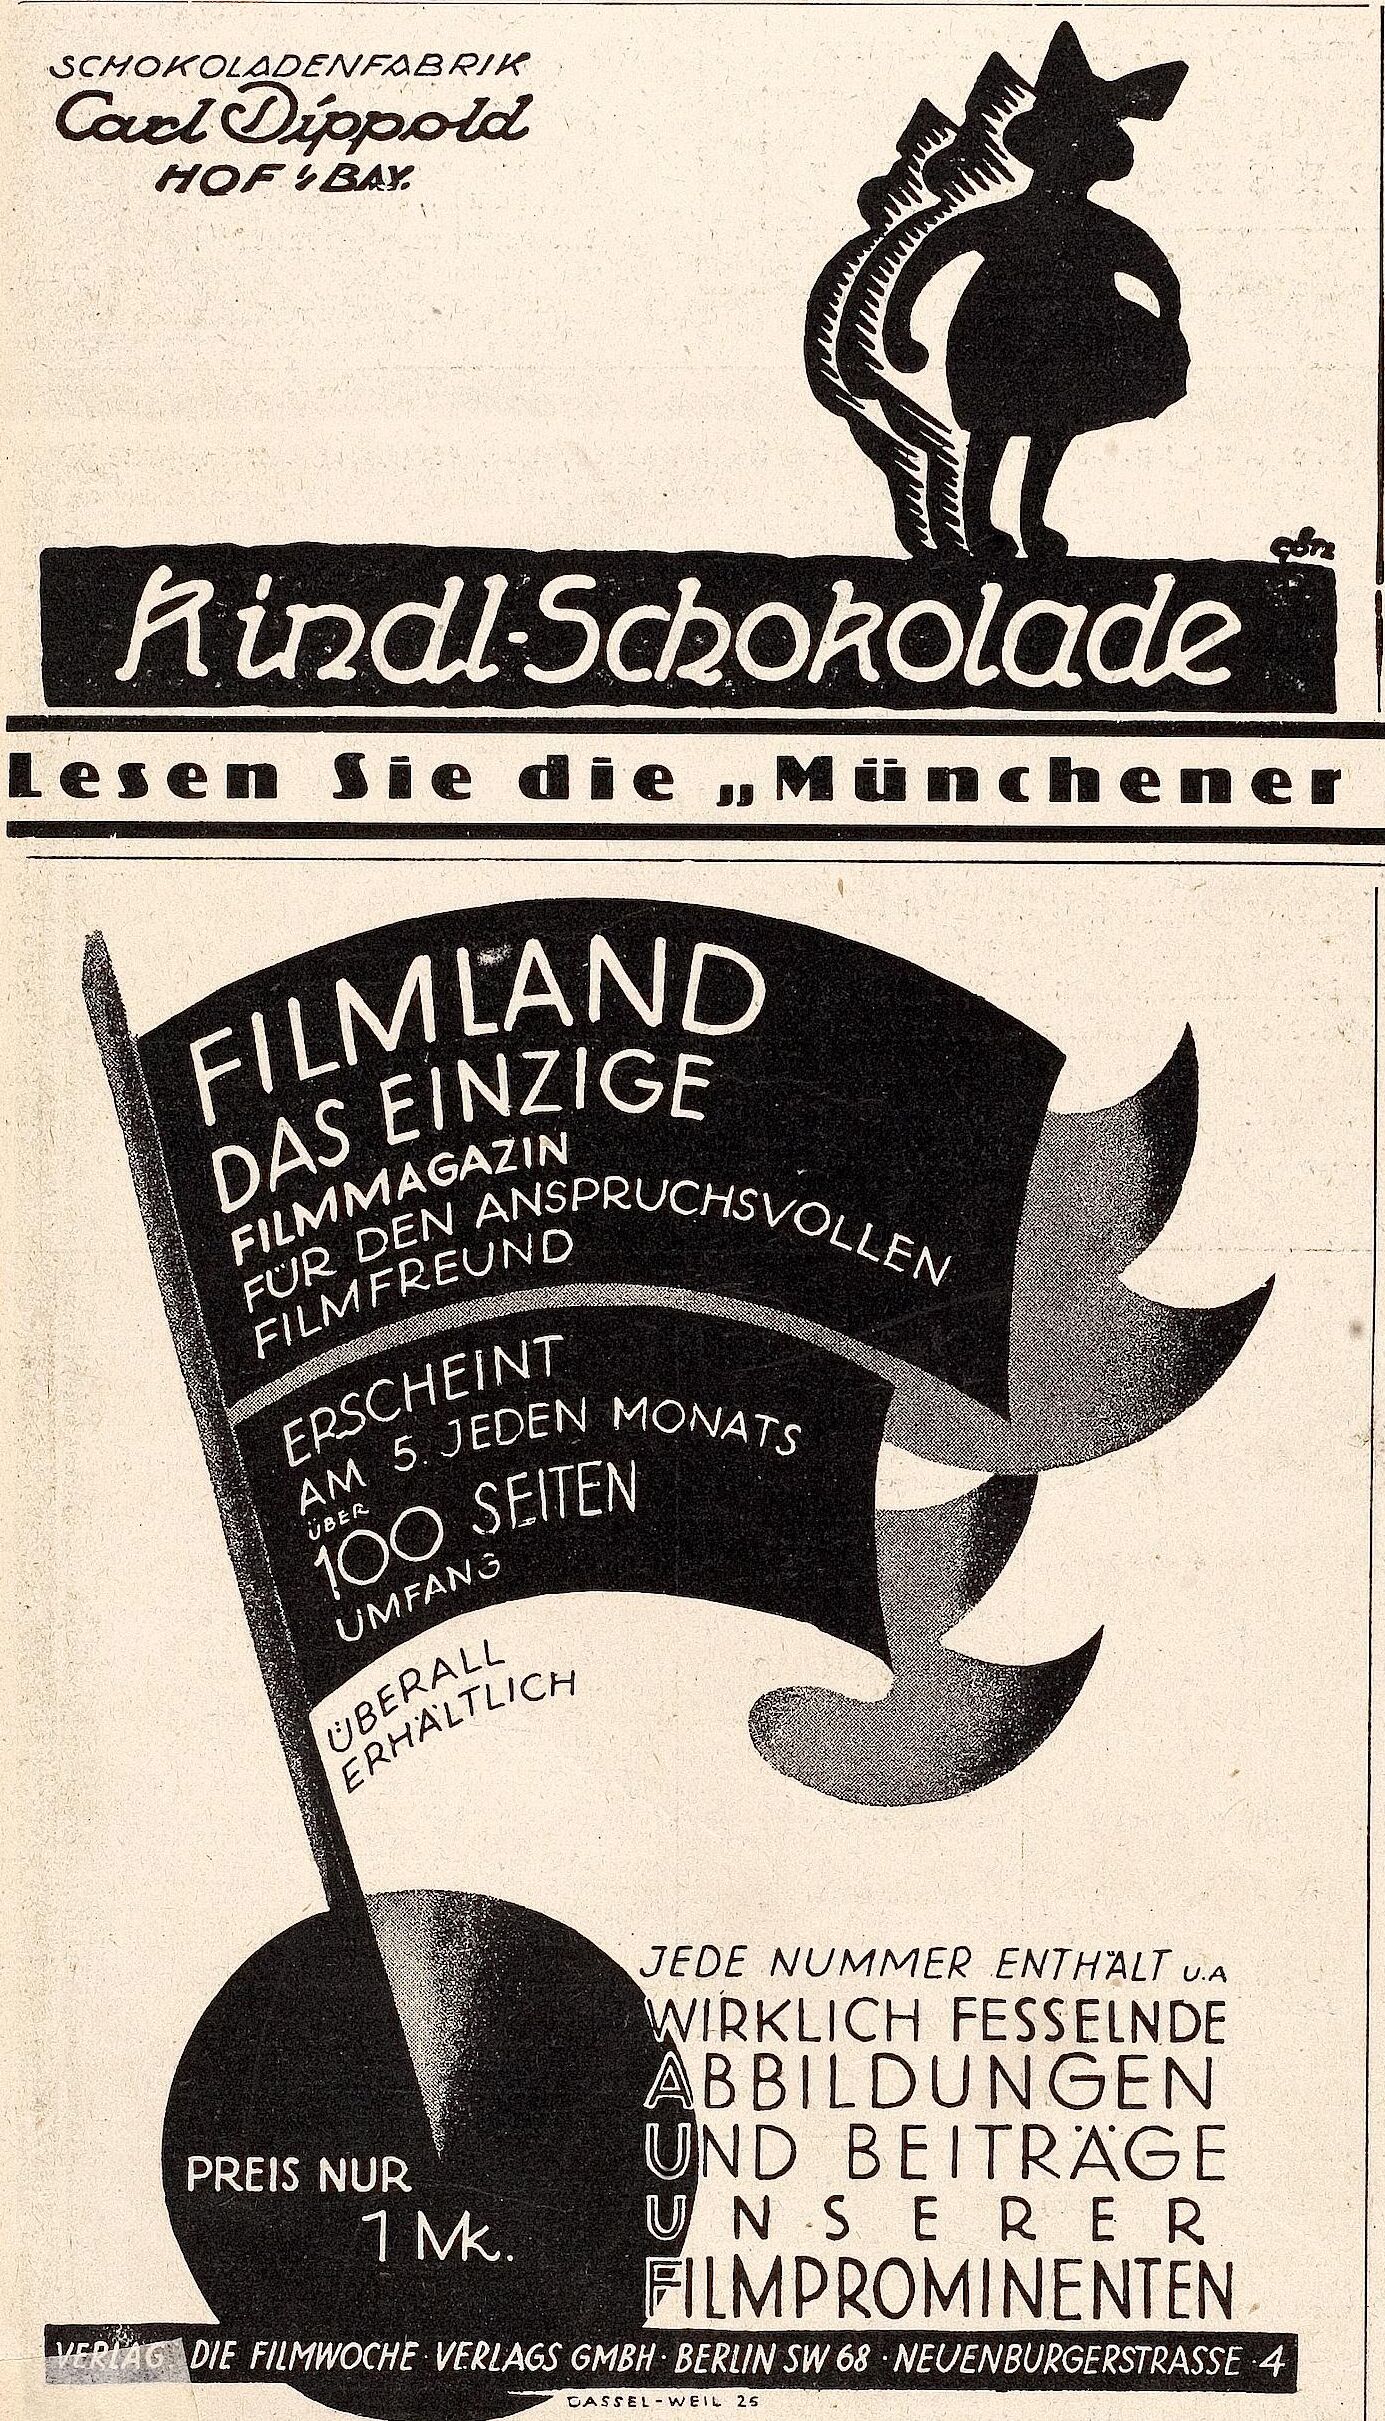 SCHOKOLADENFABRIK
Carl Dippold
HOF i/BAY.
GÖTZ
Kindl-Schokolade
Lesen Sie die „Münchener
FILMLAND
DAS EINZIGE
FILMMAGAZIN
FÜR DEN ANSPRUCHSVOLLEN
FILMFREUND
ERSCHEINT
AM 5. JEDEN MONATS
ÜBER
100 SEITEN
UMFANG
ÜBERALL
ERHÄLTLICH
PREIS NUR
1 Mk.
JEDE NUMMER ENTHÄLT U.A
WIRKLICH FESSELNDE
ABBILDUNGEN
UND BEITRÄGE
UNSERER
FILMPROMINENTEN
VERLAG DIE FILMWOCHE · VERLAGS GMBH · BERLIN SW 68 · NEUENBURGERSTRASSE · 4
CASSEL-WEIL 25